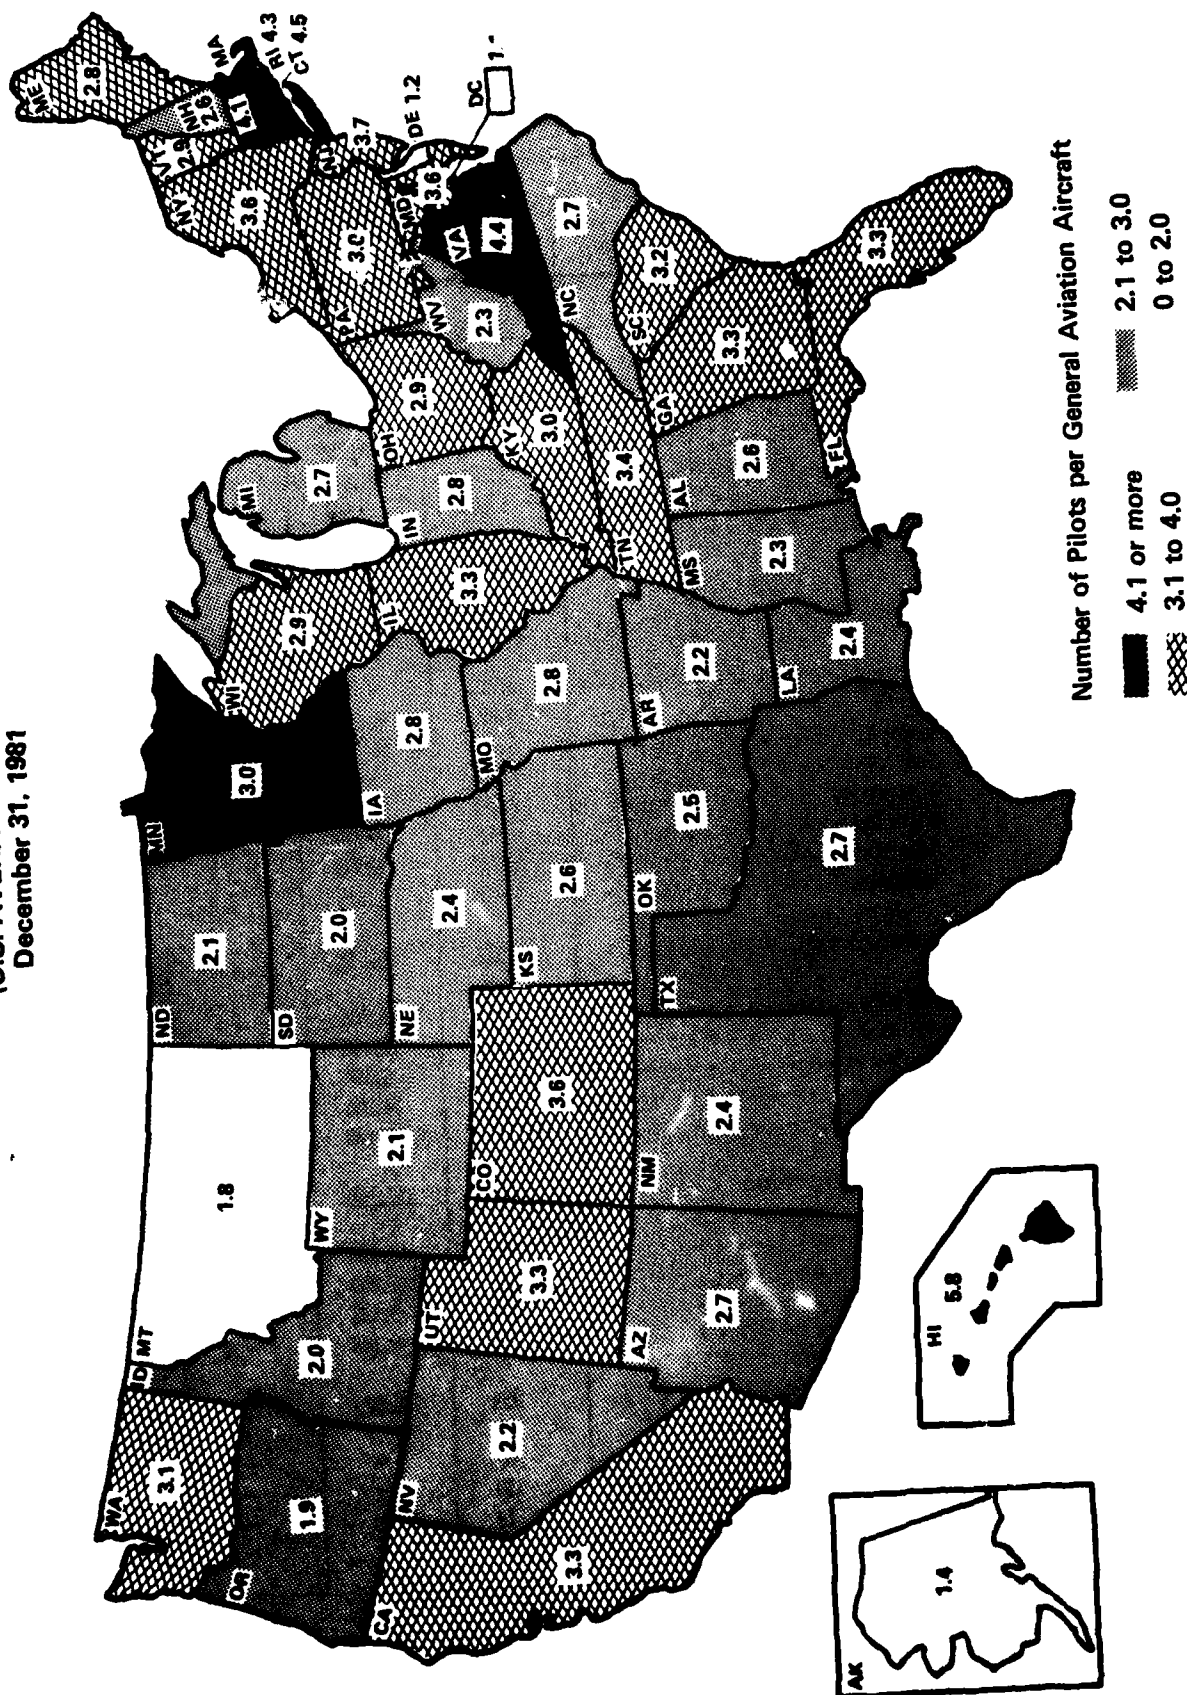 December 31, 1981
WA
3.1
OR
1.9
CA
3.3
ID
2.0
NV
2.2
MT
1.8
WY
2.1
UT
3.3
AZ
2.7
CO
3.6
NM
2.4
ND
2.1
SD
2.0
NE
2.4
KS
2.6
OK
2.5
TX
2.7
MN
3.0
IA
2.8
MO
2.8
AR
2.2
LA
2.4
WI
2.9
IL
3.3
MI
2.7
IN
2.8
OH
2.9
KY
3.0
TN
3.4
MS
2.3
AL
2.6
GA
3.3
FL
3.3
SC
3.2
NC
2.7
VA
4.4
WV
2.3
MD
3.6
DE 1.2
DC
PA
3.0
NJ
3.7
NY
3.6
VT
2.9
NH
2.6
ME
2.8
MA
4.1
RI 4.3
CT 4.5
AK
1.4
HI
5.8
Number of Pilots per General Aviation Aircraft
4.1 or more
3.1 to 4.0
2.1 to 3.0
0 to 2.0